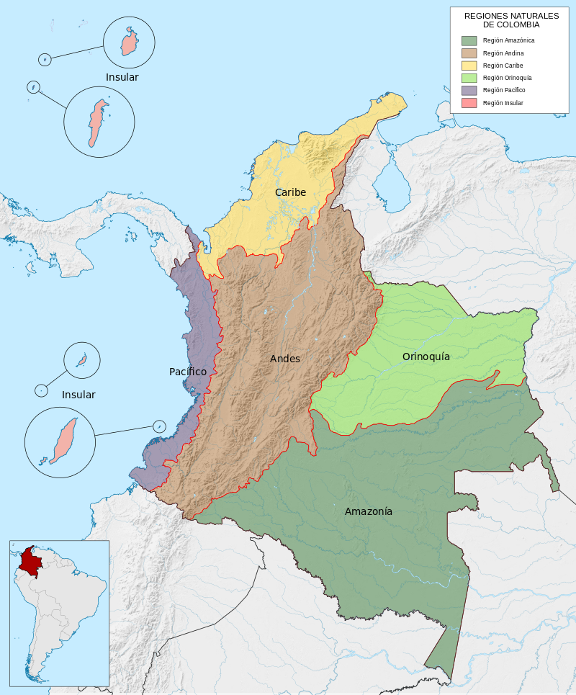 REGIONES NATURALES
DE COLOMBIA
Región Amazónica
Región Andina
Región Caribe
Región Orinoquía
Región Pacífico
Región Insular
Insular
Caribe
Pacífico
Andes
Orinoquía
Insular
Amazonía